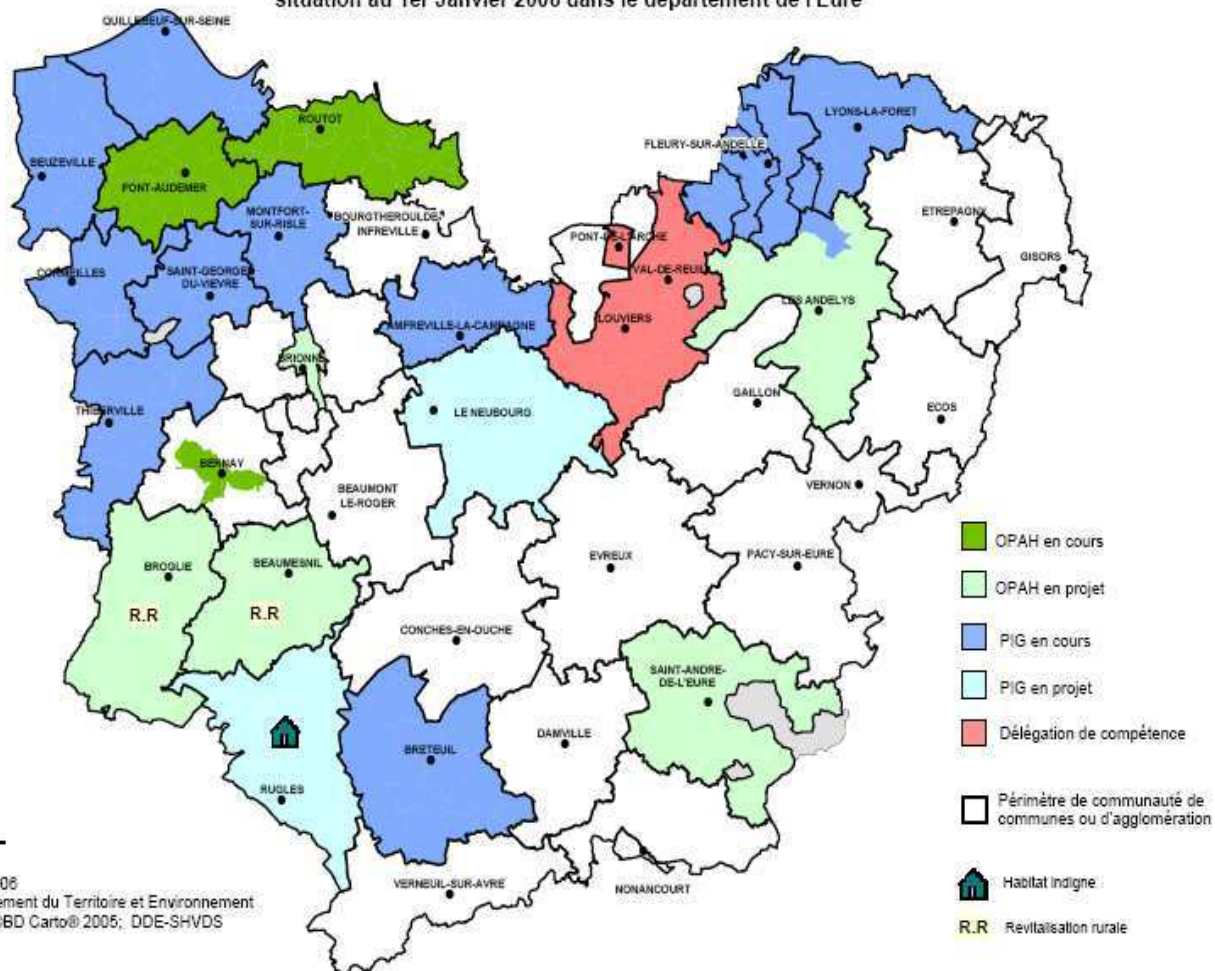 situation au 1er Janvier 2006 dans le département de l'Eure
QUILLEBEUF-SUR-SEINE
ROUTOT
LYONS-LA-FORET
FLEURY-SUR-ANDELLE
BEUZEVILLE
PONT-AUDEMER
MONTFORT-
SUR-RISLE
BOURGTHEROULDE-
INFREVILLE
ETREPAGNY
PONT-DE-L'ARCHE
GISORS
CORMEILLES
SAINT-GEORGES
DU-VIEVRE
VAL-DE-REUIL
LES ANDELYS
AMFREVILLE-LA-CAMPAGNE
LOUVIERS
BRIONNE
GAILLON
THIBERVILLE
LE NEUBOURG
ECOS
BERNAY
BEAUMONT
LE-ROGER
VERNON
OPAH en cours
BROGLIE
BEAUMESNIL
EVREUX
PACY-SUR-EURE
OPAH en projet
R.R
R.R
CONCHES-EN-OUCHE
PIG en cours
SAINT-ANDRE-
DE-L'EURE
PIG en projet
DAMVILLE
BRETEUIL
Délégation de compétence
RUGLES
Périmètre de communauté de
communes ou d'agglomération
06
ement du Territoire et Environnement
BD Carto® 2005; DDE-SHVDS
VERNEUIL-SUR-AVRE
NONANCOURT
Habitat Indigne
R.R Revitalisation rurale